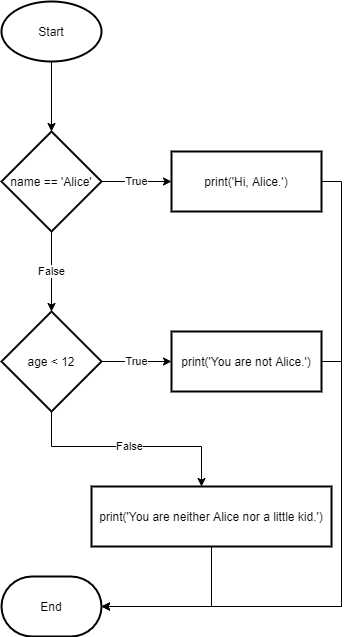 Start
name == 'Alice'
True
print('Hi, Alice.')
False
age < 12
True
print('You are not Alice.')
False
print('You are neither Alice nor a little kid.')
End